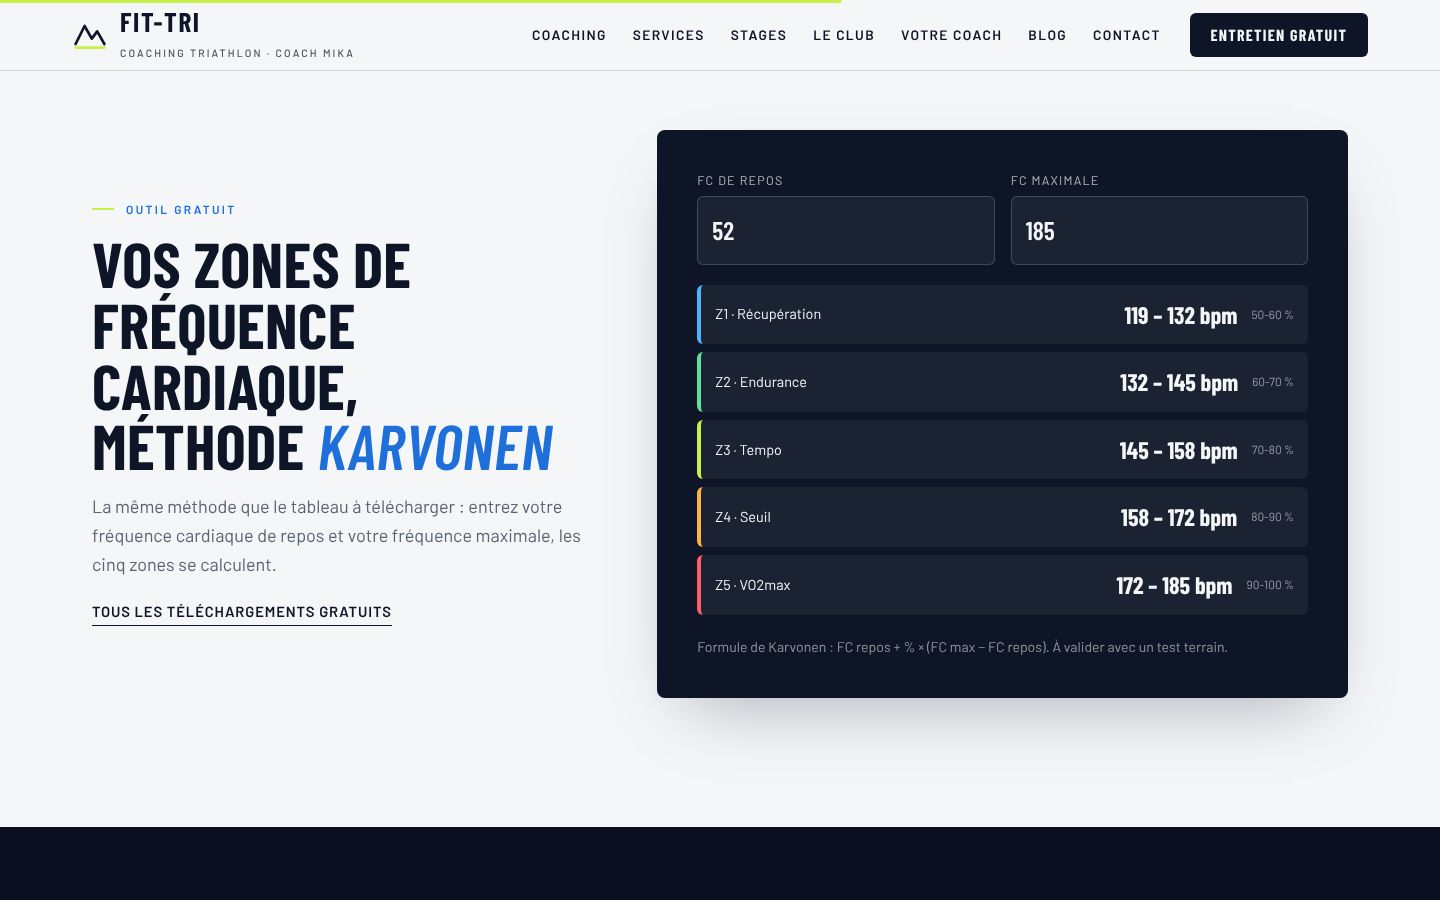 FIT-TRI
COACHING TRIATHLON · COACH MIKA
COACHING SERVICES STAGES LE CLUB VOTRE COACH BLOG CONTACT ENTRETIEN GRATUIT
OUTIL GRATUIT
VOS ZONES DE
FRÉQUENCE
CARDIAQUE,
MÉTHODE KARVONEN
La même méthode que le tableau à télécharger : entrez votre
fréquence cardiaque de repos et votre fréquence maximale, les
cinq zones se calculent.
TOUS LES TÉLÉCHARGEMENTS GRATUITS
FC DE REPOS FC MAXIMALE
52 185
Z1 · Récupération 119 – 132 bpm 50-60 %
Z2 · Endurance 132 – 145 bpm 60-70 %
Z3 · Tempo 145 – 158 bpm 70-80 %
Z4 · Seuil 158 – 172 bpm 80-90 %
Z5 · VO2max 172 – 185 bpm 90-100 %
Formule de Karvonen : FC repos + % × (FC max − FC repos). À valider avec un test terrain.